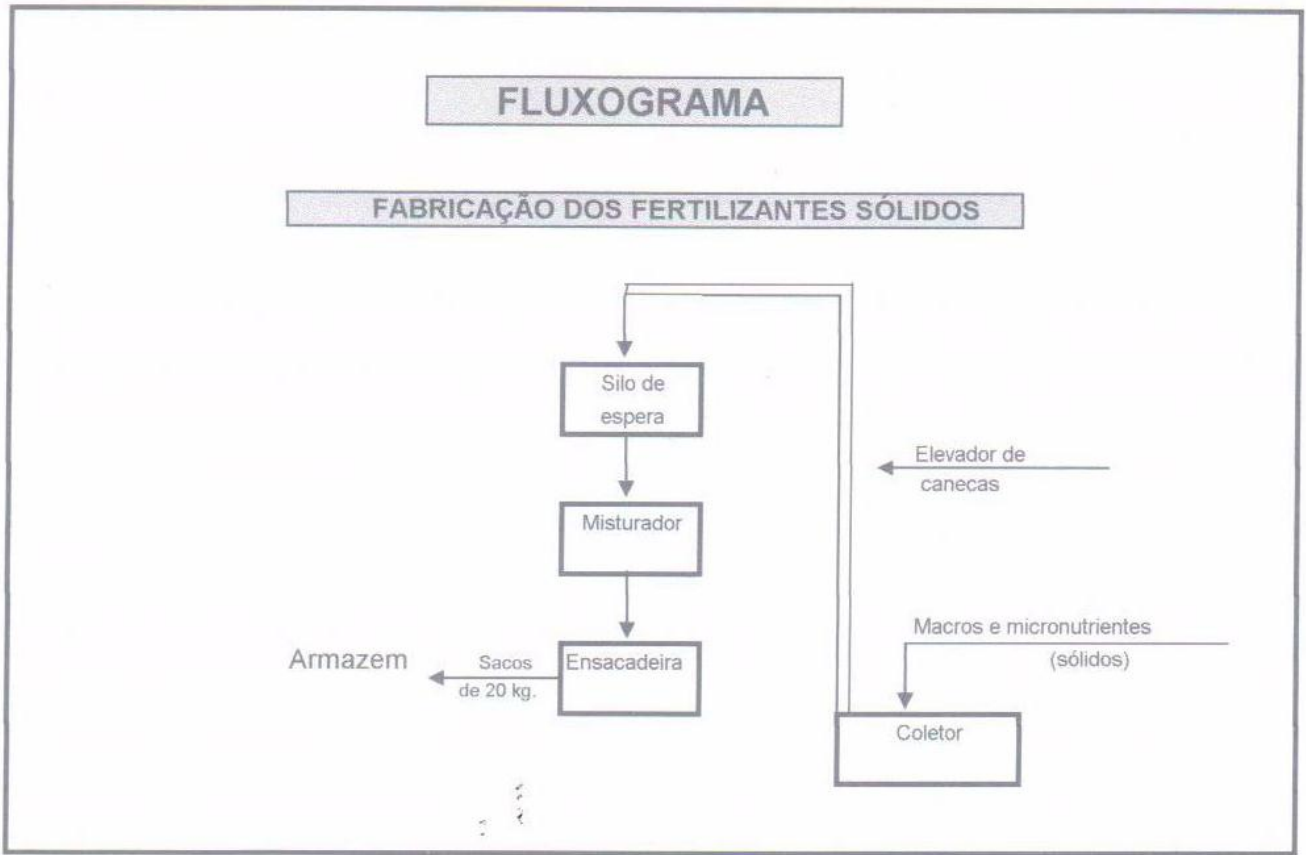 FLUXOGRAMA
FABRICAÇÃO DOS FERTILIZANTES SÓLIDOS
Silo de
espera
Elevador de
canecas
Misturador
Macros e micronutrientes
(sólidos)
Armazem
Sacos
de 20 kg.
Ensacadeira
Coletor